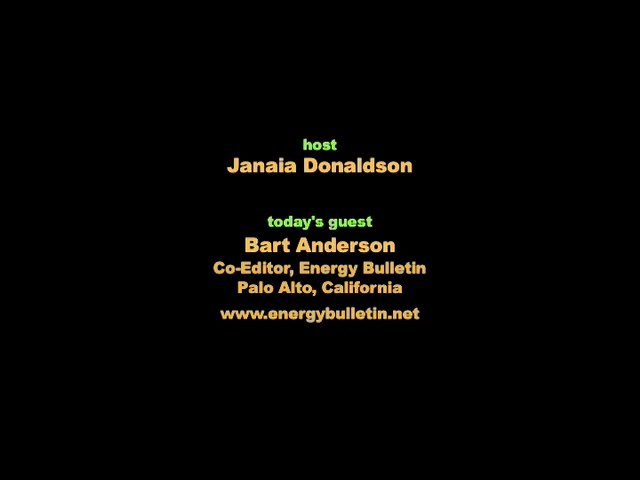 host
Janaia Donaldson
today's guest
Bart Anderson
Co-Editor, Energy Bulletin
Palo Alto, California
www.energybulletin.net